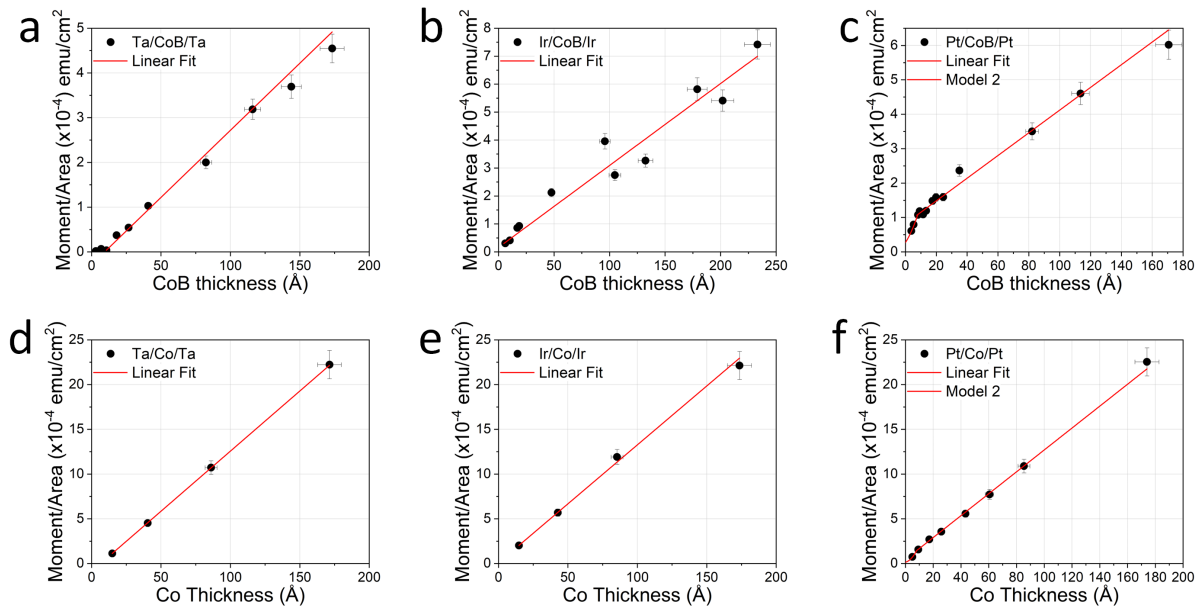 a
Ta/CoB/Ta
Linear Fit
Moment/Area (x10⁻⁴) emu/cm²
5
4
3
2
1
0
0 50 100 150 200
CoB thickness (Å)
b
Ir/CoB/Ir
Linear Fit
Moment/Area (x10⁻⁴) emu/cm²
8
7
6
5
4
3
2
1
0
0 50 100 150 200 250
CoB thickness (Å)
c
Pt/CoB/Pt
Linear Fit
Model 2
Moment/Area (x10⁻⁴) emu/cm²
6
5
4
3
2
1
0
0 20 40 60 80 100 120 140 160 180
CoB thickness (Å)
d
Ta/Co/Ta
Linear Fit
Moment/Area (x10⁻⁴ emu/cm²)
25
20
15
10
5
0
0 50 100 150 200
Co Thickness (Å)
e
Ir/Co/Ir
Linear Fit
Moment/Area (x10⁻⁴ emu/cm²)
25
20
15
10
5
0
0 50 100 150 200
Co Thickness (Å)
f
Pt/Co/Pt
Linear Fit
Model 2
Moment/Area (x10⁻⁴ emu/cm²)
25
20
15
10
5
0
0 20 40 60 80 100 120 140 160 180 200
Co Thickness (Å)